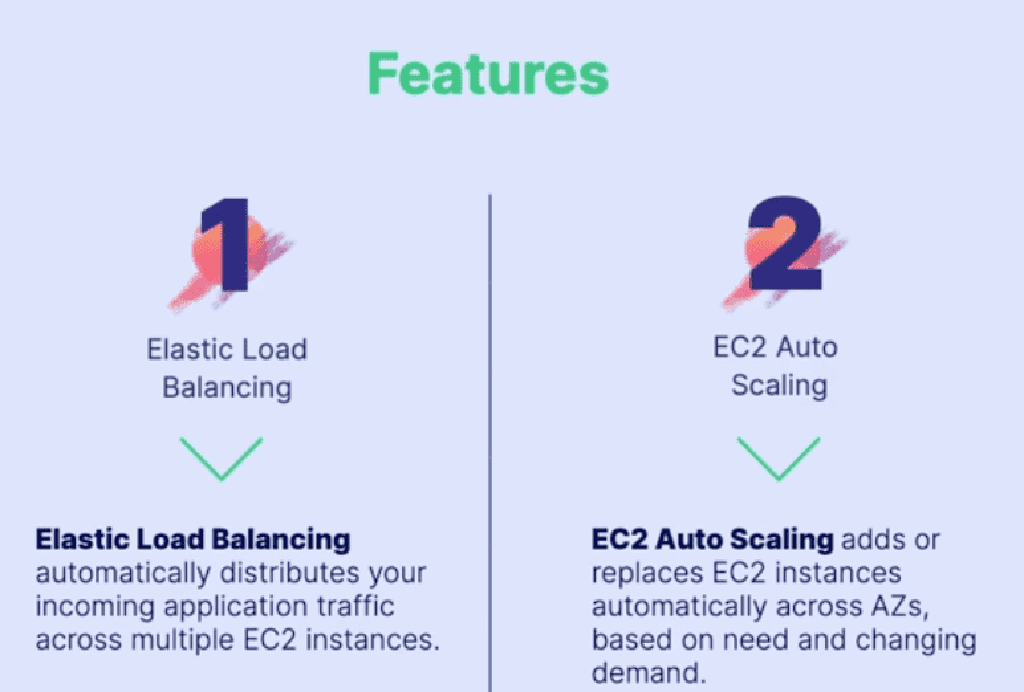 Features
1
Elastic Load
Balancing
Elastic Load Balancing
automatically distributes your
incoming application traffic
across multiple EC2 instances.
2
EC2 Auto
Scaling
EC2 Auto Scaling adds or
replaces EC2 instances
automatically across AZs,
based on need and changing
demand.